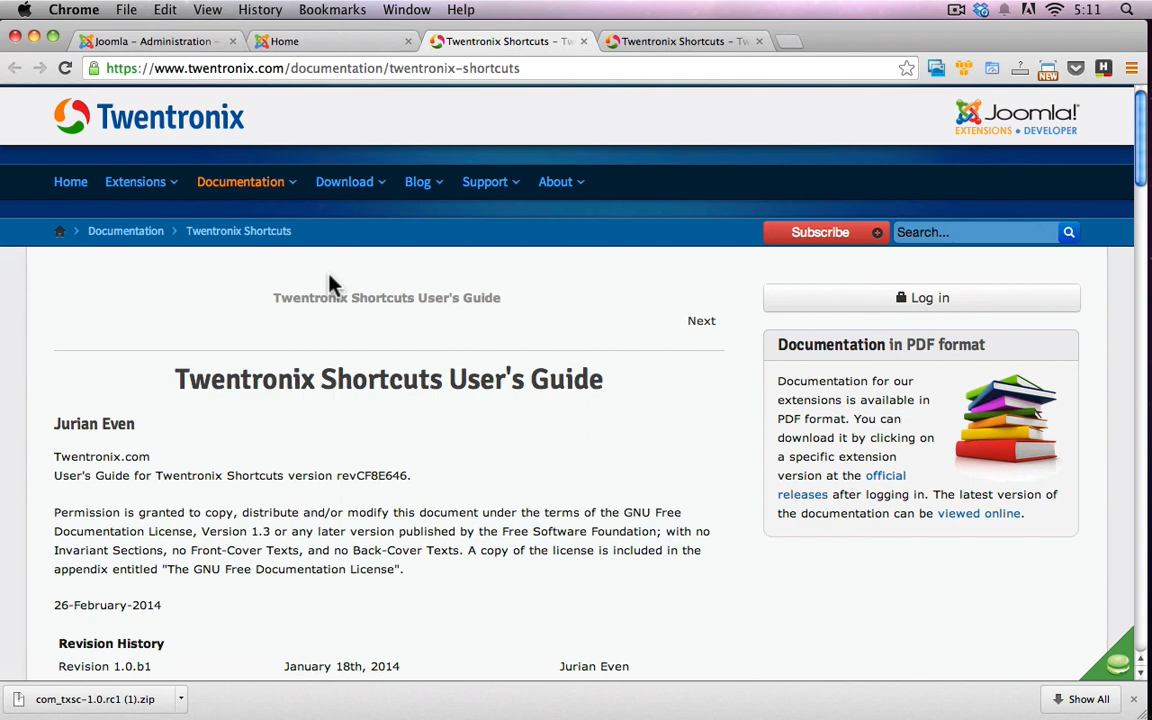 Chrome File Edit View History Bookmarks Window Help 5:11
Joomla - Administration - Home Twentronix Shortcuts - Tw Twentronix Shortcuts - Tw
https://www.twentronix.com/documentation/twentronix-shortcuts
NEW
H
Twentronix
Joomla!
EXTENSIONS • DEVELOPER
Home Extensions Documentation Download Blog Support About
Documentation Twentronix Shortcuts Subscribe Search...
Twentronix Shortcuts User's Guide
Log in
Next
Documentation in PDF format
Twentronix Shortcuts User's Guide
Documentation for our
extensions is available in
PDF format. You can
download it by clicking on
a specific extension
version at the official
releases after logging in. The latest version of
the documentation can be viewed online.
Jurian Even
Twentronix.com
User's Guide for Twentronix Shortcuts version revCF8E646.
Permission is granted to copy, distribute and/or modify this document under the terms of the GNU Free
Documentation License, Version 1.3 or any later version published by the Free Software Foundation; with no
Invariant Sections, no Front-Cover Texts, and no Back-Cover Texts. A copy of the license is included in the
appendix entitled "The GNU Free Documentation License".
26-February-2014
Revision History
Revision 1.0.b1 January 18th, 2014 Jurian Even
com_txsc-1.0.rc1 (1).zip Show All